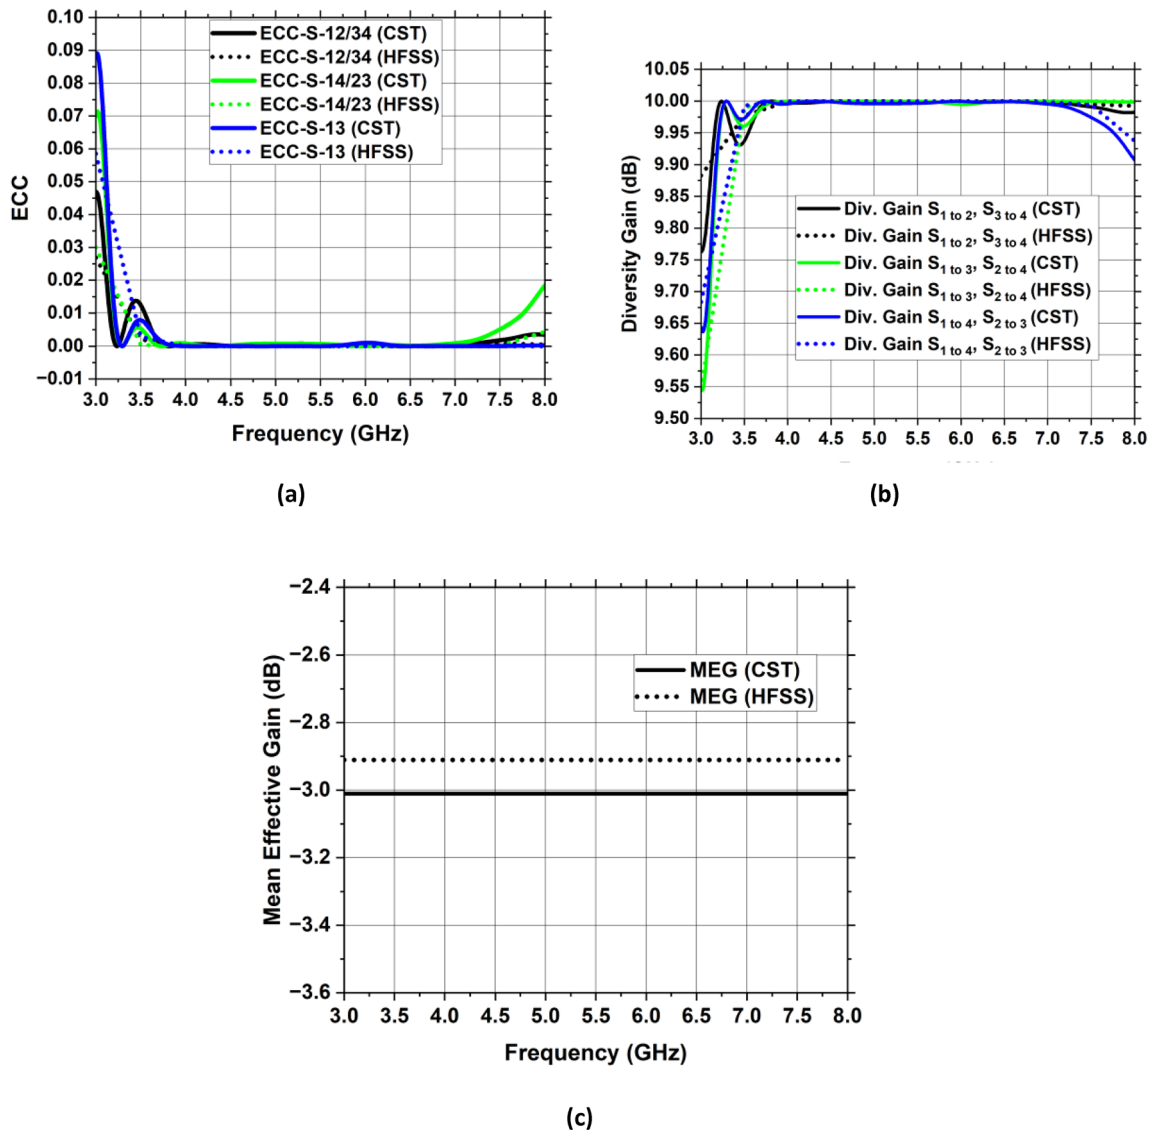 0.10
0.09
0.08
0.07
0.06
0.05
0.04
0.03
0.02
0.01
0.00
−0.01
ECC
ECC-S-12/34 (CST)
ECC-S-12/34 (HFSS)
ECC-S-14/23 (CST)
ECC-S-14/23 (HFSS)
ECC-S-13 (CST)
ECC-S-13 (HFSS)
3.0 3.5 4.0 4.5 5.0 5.5 6.0 6.5 7.0 7.5 8.0
Frequency (GHz)
(a)
10.05
10.00
9.95
9.90
9.85
9.80
9.75
9.70
9.65
9.60
9.55
9.50
Diversity Gain (dB)
Div. Gain S1 to 2, S3 to 4 (CST)
Div. Gain S1 to 2, S3 to 4 (HFSS)
Div. Gain S1 to 3, S2 to 4 (CST)
Div. Gain S1 to 3, S2 to 4 (HFSS)
Div. Gain S1 to 4, S2 to 3 (CST)
Div. Gain S1 to 4, S2 to 3 (HFSS)
3.0 3.5 4.0 4.5 5.0 5.5 6.0 6.5 7.0 7.5 8.0
(b)
−2.4
−2.6
−2.8
−3.0
−3.2
−3.4
−3.6
Mean Effective Gain (dB)
MEG (CST)
MEG (HFSS)
3.0 3.5 4.0 4.5 5.0 5.5 6.0 6.5 7.0 7.5 8.0
Frequency (GHz)
(c)